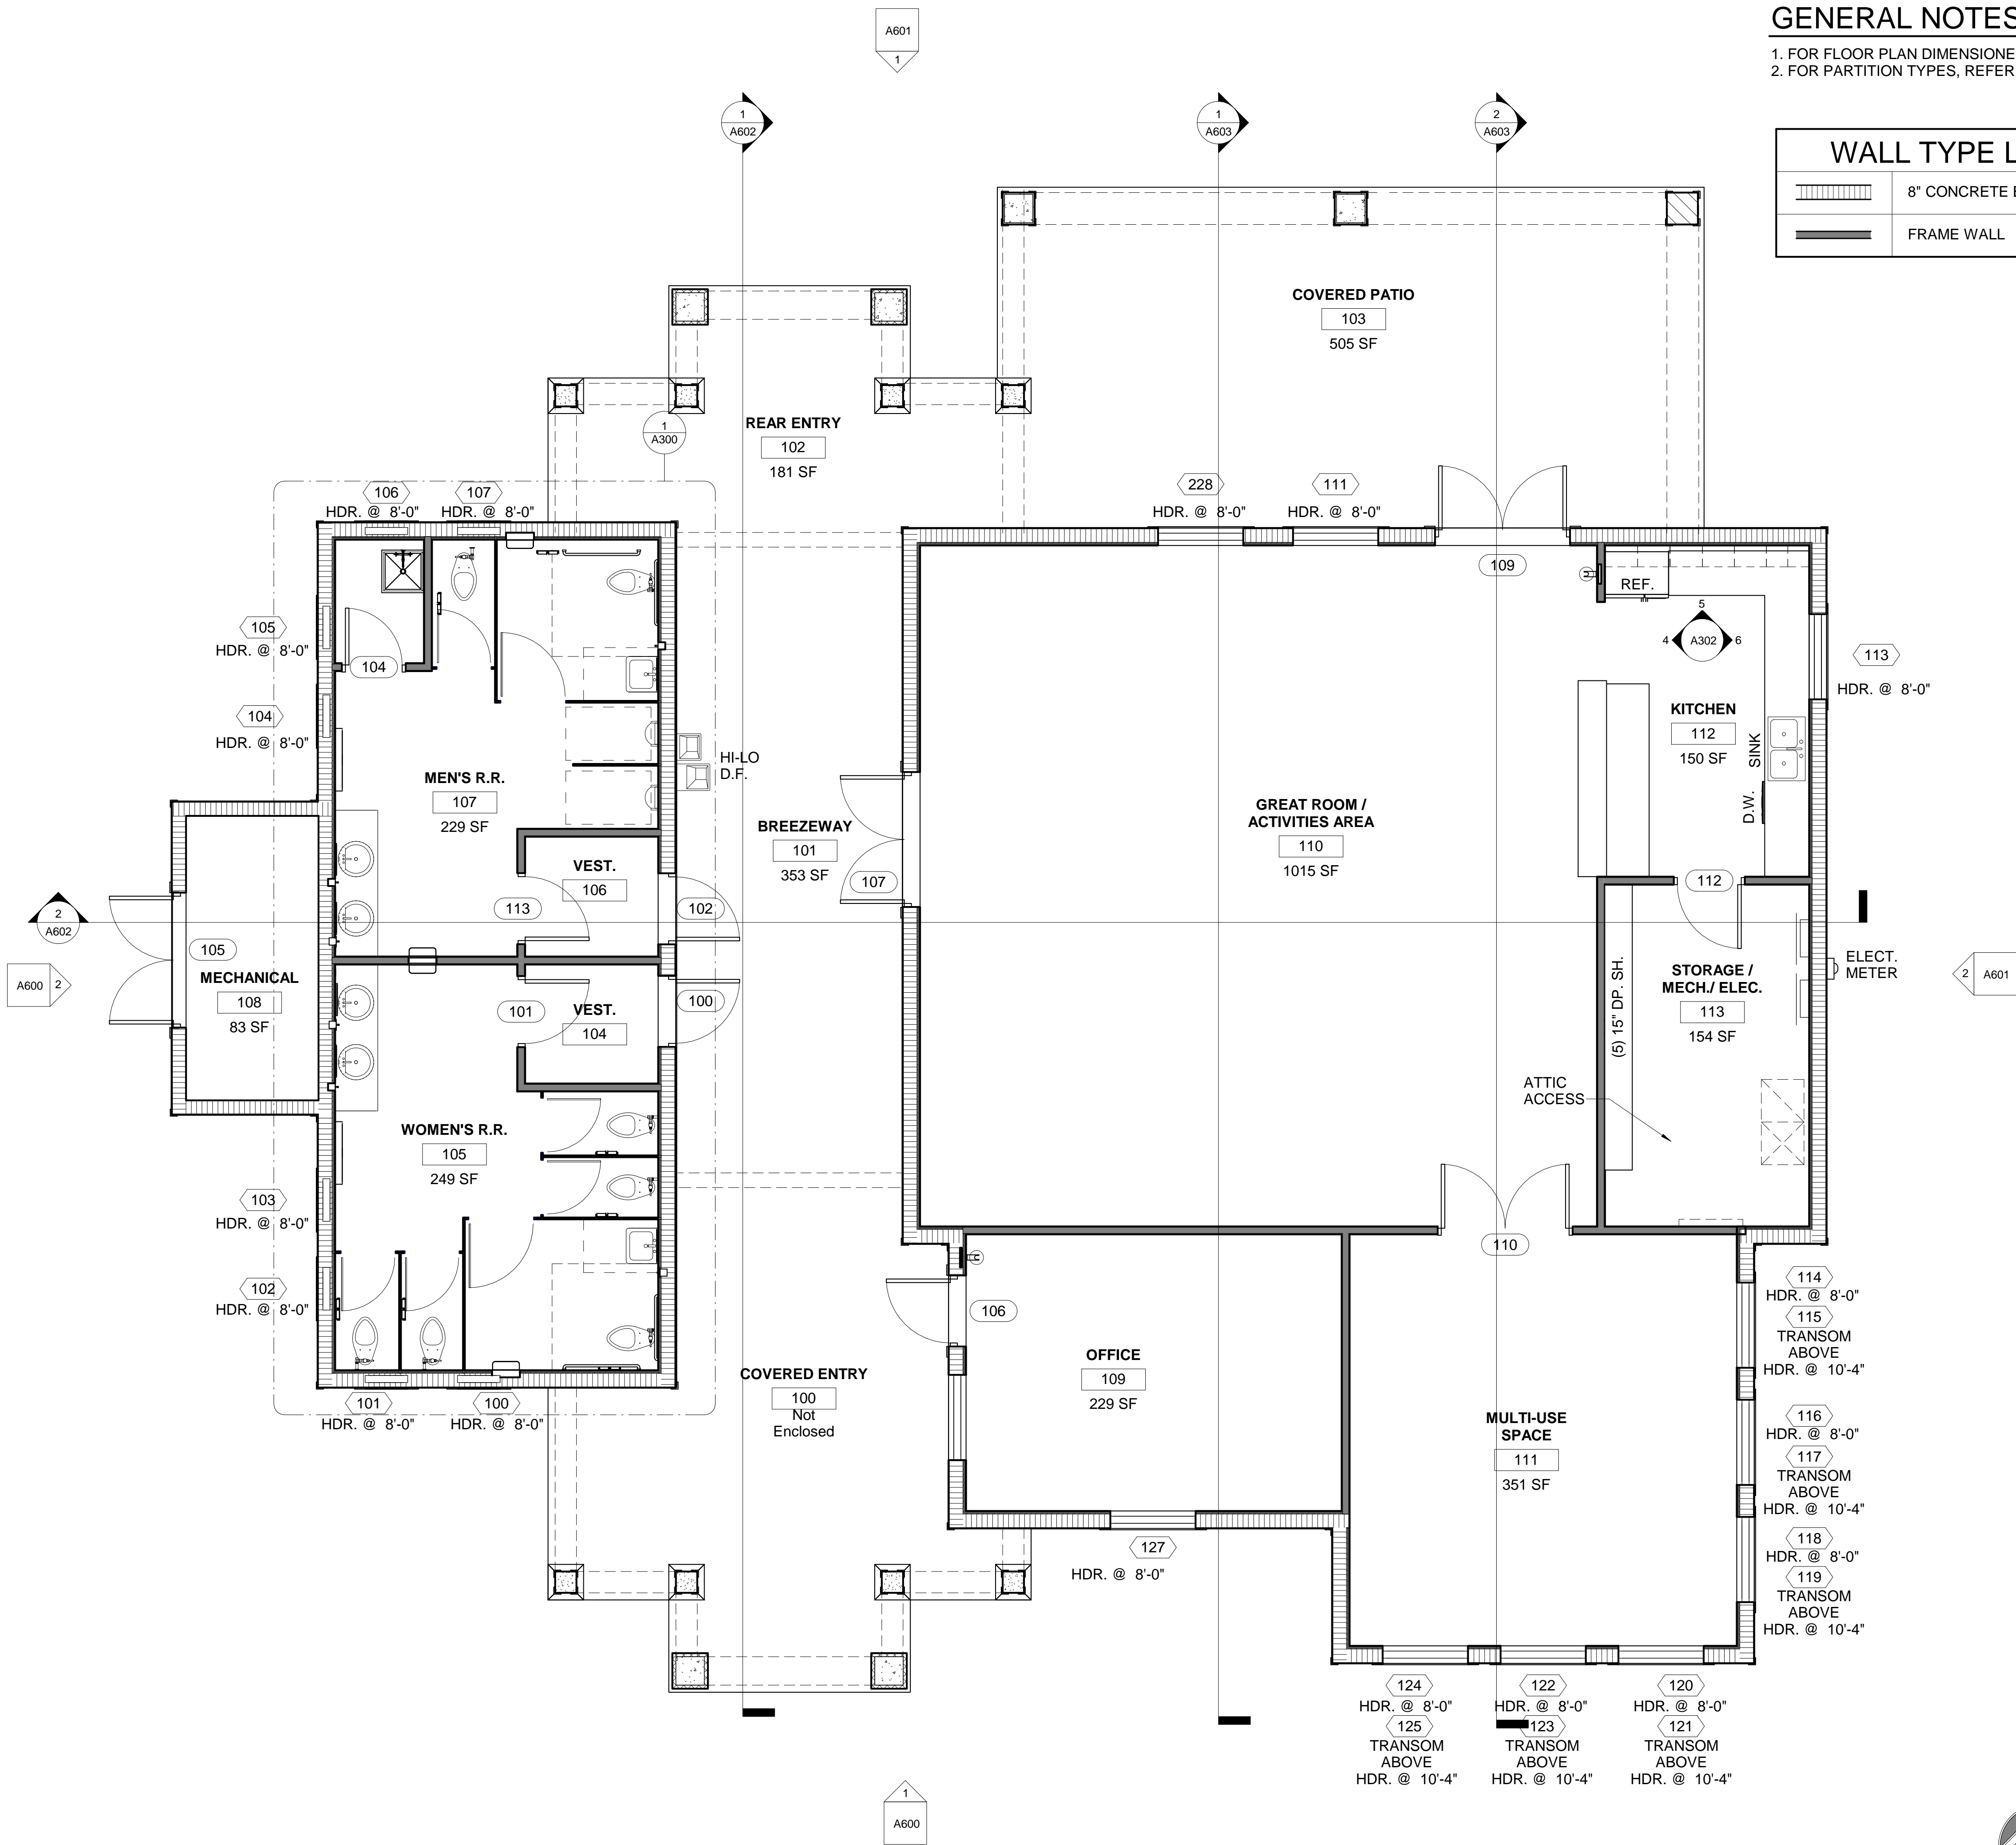 GENERAL NOTES
1. FOR FLOOR PLAN DIMENSIONE
2. FOR PARTITION TYPES, REFER
WALL TYPE L
8" CONCRETE
FRAME WALL
A601
1
1
A602
1
A603
2
A603
COVERED PATIO
103
505 SF
REAR ENTRY
102
181 SF
1
A300
106
HDR. @ 8'-0"
107
HDR. @ 8'-0"
228
HDR. @ 8'-0"
111
HDR. @ 8'-0"
109
REF.
5
4
A302
6
105
HDR. @ 8'-0"
104
113
HDR. @ 8'-0"
104
HDR. @ 8'-0"
KITCHEN
112
150 SF
SINK
D.W.
HI-LO
D.F.
MEN'S R.R.
107
229 SF
BREEZEWAY
101
353 SF
GREAT ROOM /
ACTIVITIES AREA
110
1015 SF
VEST.
106
107
112
113
102
2
A602
105
MECHANICAL
108
83 SF
A600
2
ELECT.
METER
2
A601
STORAGE /
MECH./ ELEC.
113
154 SF
(5) 15" DP. SH.
101
VEST.
104
100
ATTIC
ACCESS
WOMEN'S R.R.
105
249 SF
103
HDR. @ 8'-0"
102
HDR. @ 8'-0"
110
106
114
HDR. @ 8'-0"
115
TRANSOM
ABOVE
HDR. @ 10'-4"
OFFICE
109
229 SF
COVERED ENTRY
100
Not
Enclosed
101
HDR. @ 8'-0"
100
HDR. @ 8'-0"
MULTI-USE
SPACE
111
351 SF
116
HDR. @ 8'-0"
117
TRANSOM
ABOVE
HDR. @ 10'-4"
127
HDR. @ 8'-0"
118
HDR. @ 8'-0"
119
TRANSOM
ABOVE
HDR. @ 10'-4"
124
HDR. @ 8'-0"
125
TRANSOM
ABOVE
HDR. @ 10'-4"
122
HDR. @ 8'-0"
123
TRANSOM
ABOVE
HDR. @ 10'-4"
120
HDR. @ 8'-0"
121
TRANSOM
ABOVE
HDR. @ 10'-4"
1
A600